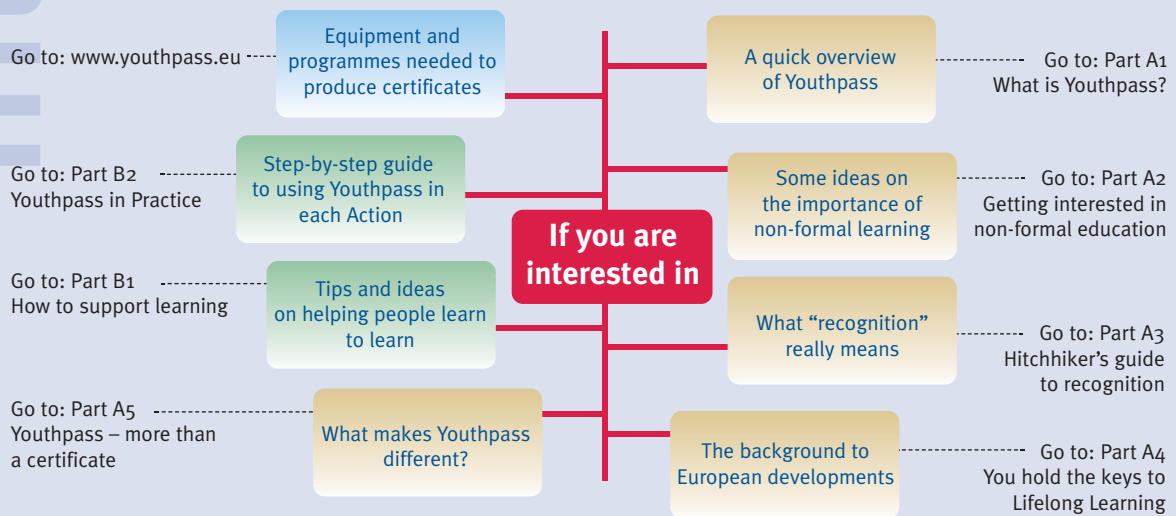 If you are
interested in
Go to: www.youthpass.eu
Equipment and
programmes needed to
produce certificates
Go to: Part B2
Youthpass in Practice
Step-by-step guide
to using Youthpass in
each Action
Go to: Part B1
How to support learning
Tips and ideas
on helping people learn
to learn
Go to: Part A5
Youthpass – more than
a certificate
What makes Youthpass
different?
A quick overview
of Youthpass
Go to: Part A1
What is Youthpass?
Some ideas on
the importance of
non-formal learning
Go to: Part A2
Getting interested in
non-formal education
What “recognition”
really means
Go to: Part A3
Hitchhiker’s guide
to recognition
The background to
European developments
Go to: Part A4
You hold the keys to
Lifelong Learning